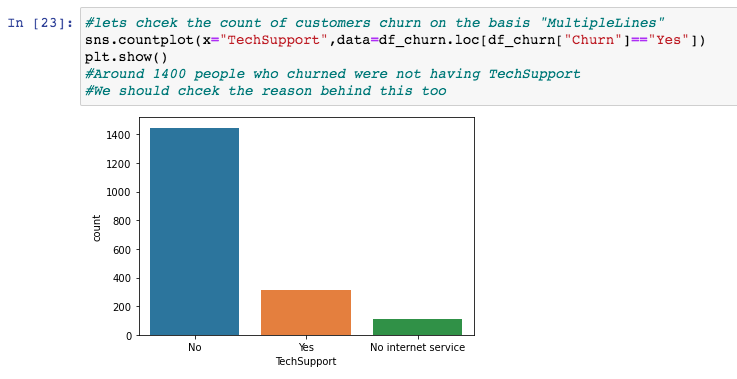 In [23]: #lets chcek the count of customers churn on the basis "MultipleLines"
sns.countplot(x="TechSupport",data=df_churn.loc[df_churn["Churn"]=="Yes"])
plt.show()
#Around 1400 people who churned were not having TechSupport
#We should chcek the reason behind this too
1400
1200
1000
800
600
400
200
0
count
No Yes No internet service
TechSupport